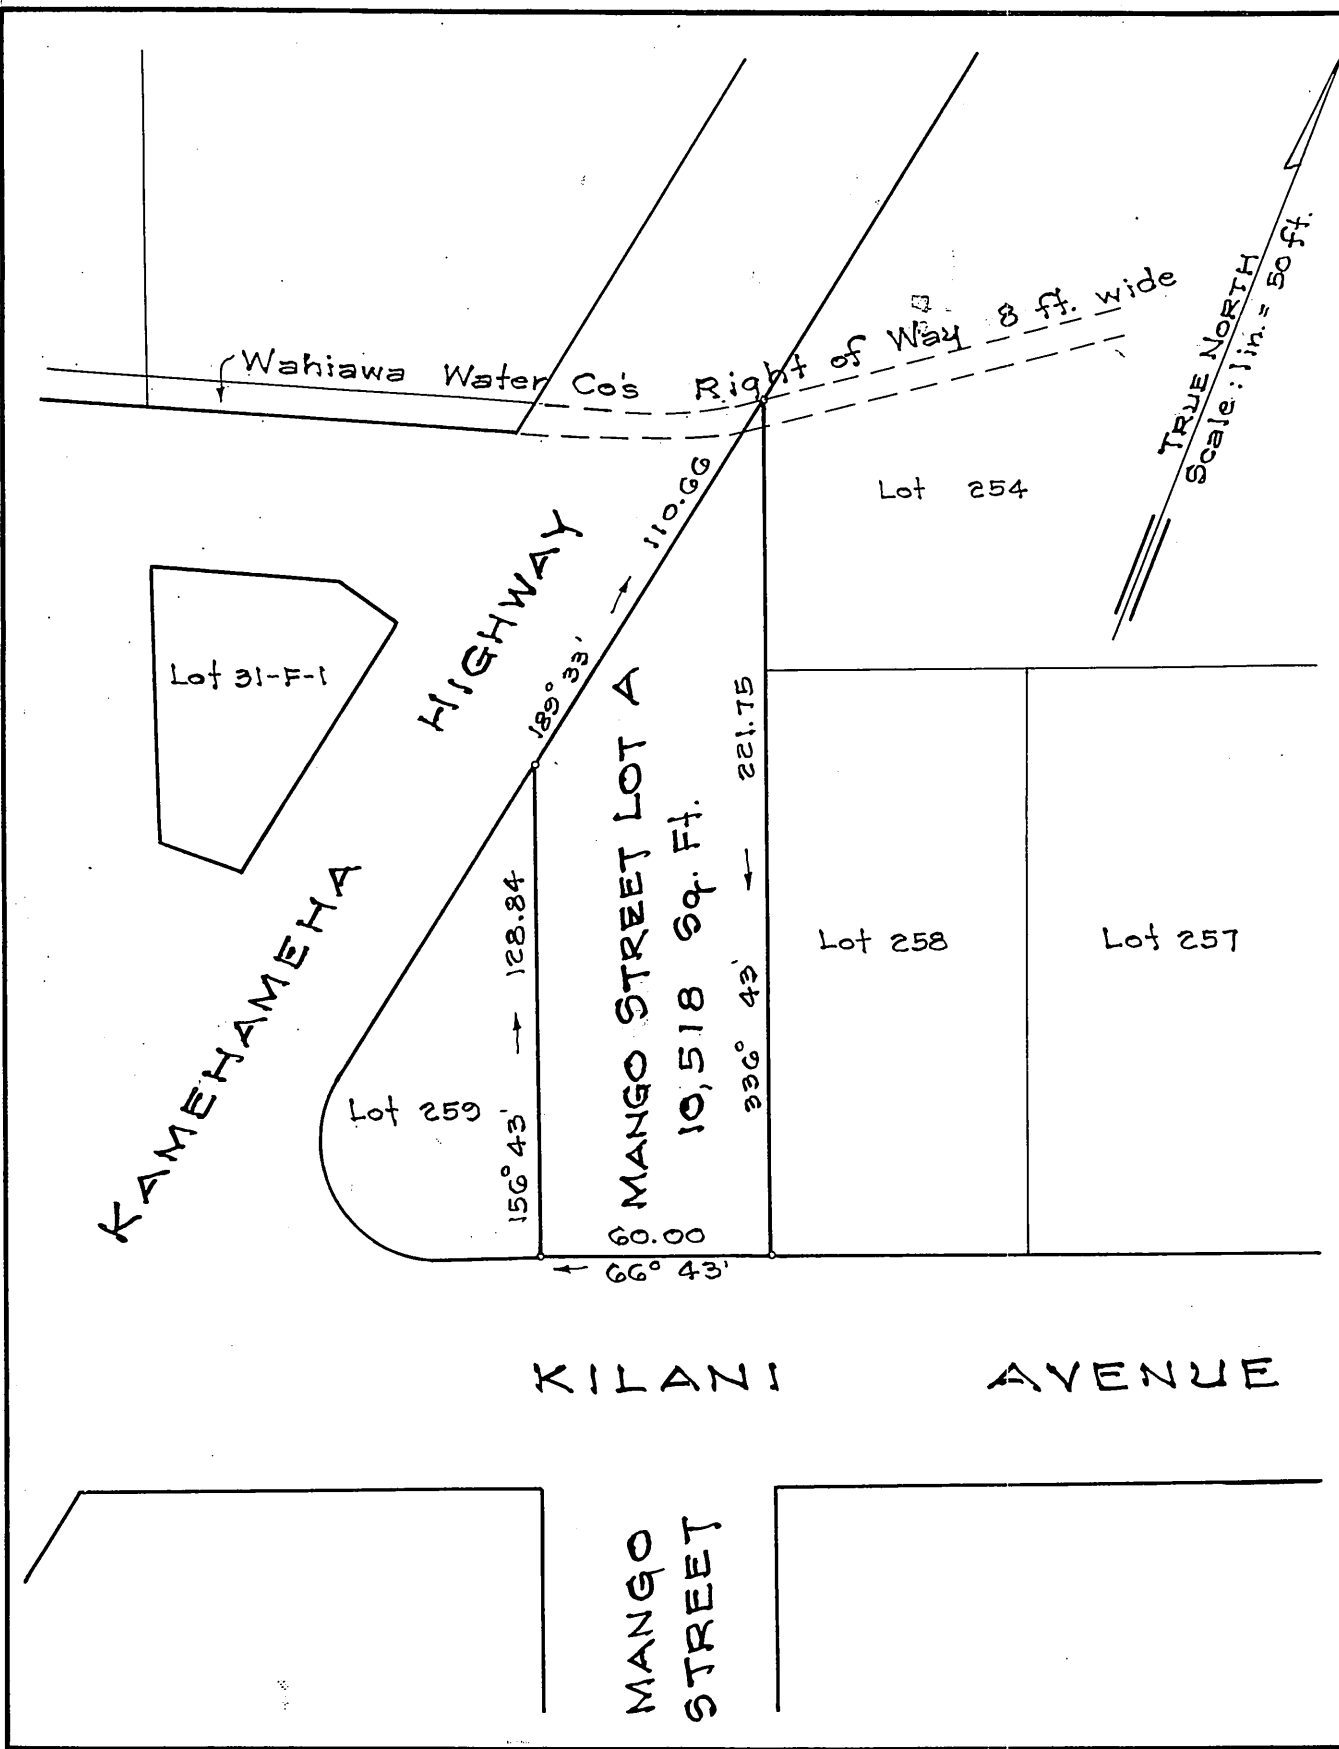 Wahiawa Water Co's Right of Way 8 ft. wide
TRUE NORTH
Scale: 1 in. = 50 ft.
Lot 254
110.66
189° 33'
HIGHWAY
KAMEHAMEHA
Lot 31-F-1
MANGO STREET LOT A
10,518 Sq. Ft.
221.75
336° 43'
128.84
156° 43'
Lot 258
Lot 257
Lot 259
60.00
66° 43'
KILANI AVENUE
MANGO
STREET